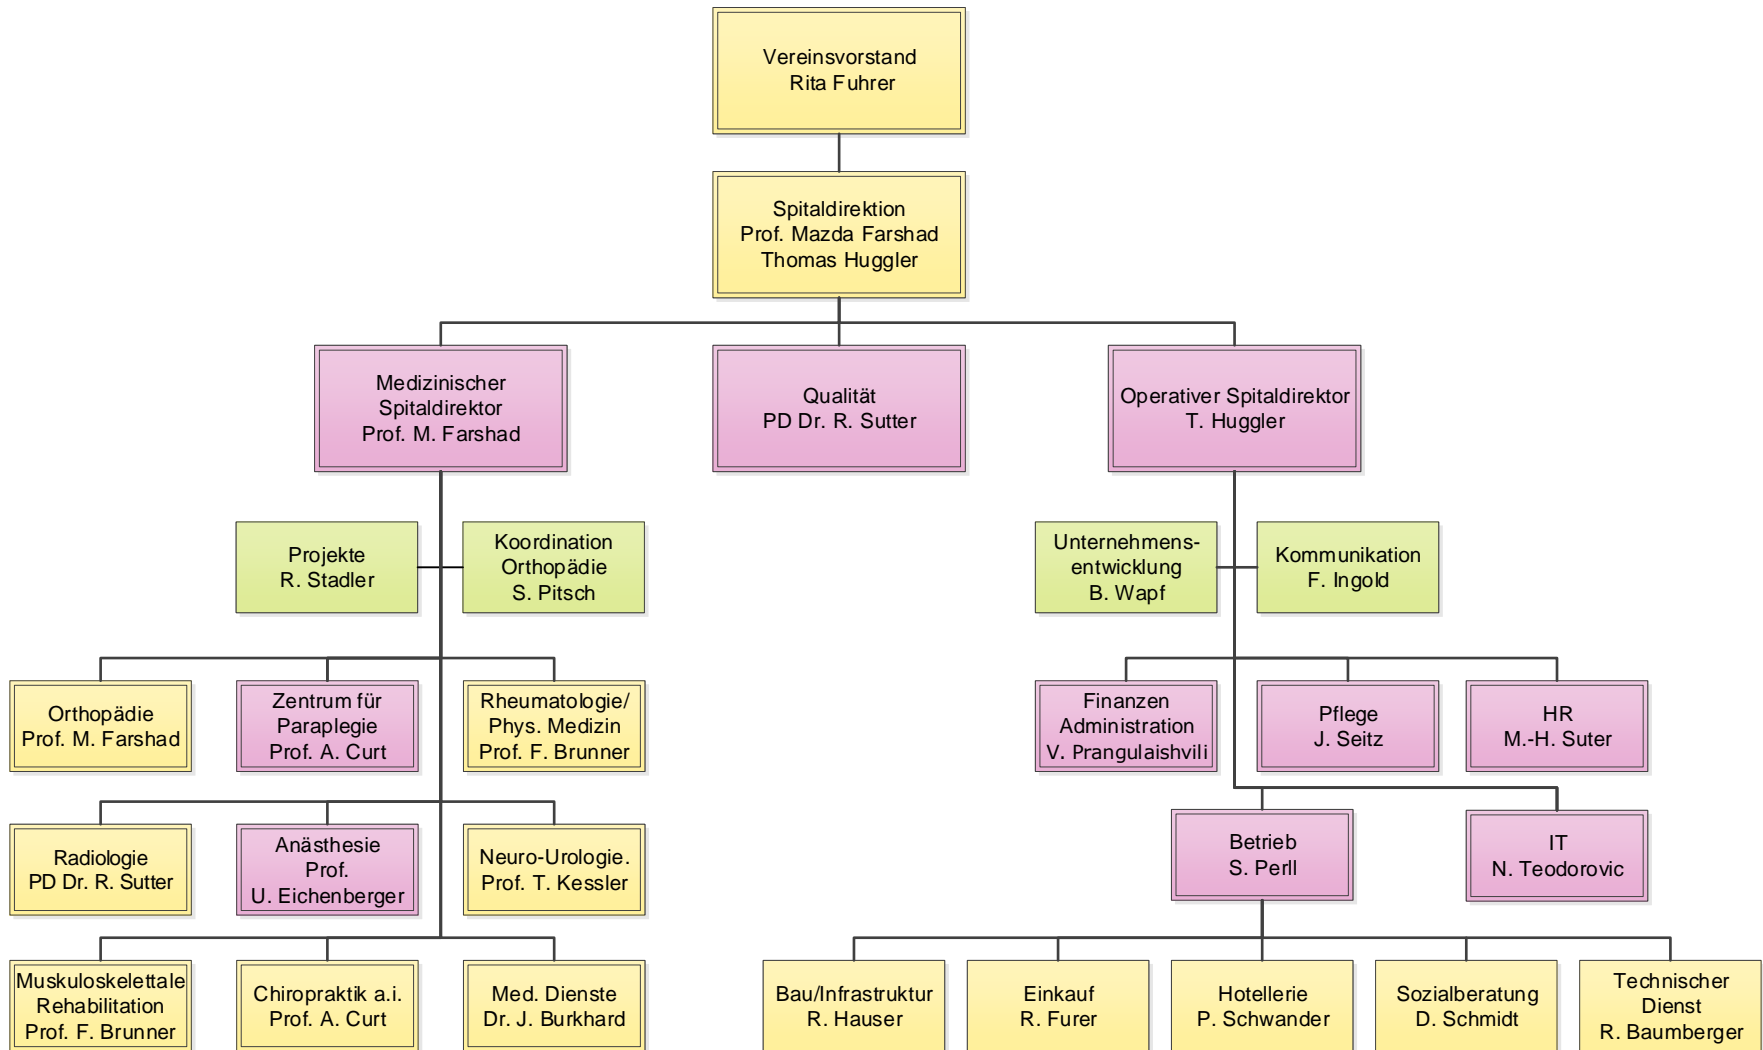 Vereinsvorstand
Rita Fuhrer
Spitaldirektion
Prof. Mazda Farshad
Thomas Huggler
Medizinischer
Spitaldirektor
Prof. M. Farshad
Qualität
PD Dr. R. Sutter
Operativer Spitaldirektor
T. Huggler
Projekte
R. Stadler
Koordination
Orthopädie
S. Pitsch
Unternehmens-
entwicklung
B. Wapf
Kommunikation
F. Ingold
Orthopädie
Prof. M. Farshad
Zentrum für
Paraplegie
Prof. A. Curt
Rheumatologie/
Phys. Medizin
Prof. F. Brunner
Finanzen
Administration
V. Prangulaishvili
Pflege
J. Seitz
HR
M.-H. Suter
Radiologie
PD Dr. R. Sutter
Anästhesie
Prof.
U. Eichenberger
Neuro-Urologie.
Prof. T. Kessler
Betrieb
S. Perll
IT
N. Teodorovic
Muskuloskelettale
Rehabilitation
Prof. F. Brunner
Chiropraktik a.i.
Prof. A. Curt
Med. Dienste
Dr. J. Burkhard
Bau/Infrastruktur
R. Hauser
Einkauf
R. Furer
Hotellerie
P. Schwander
Sozialberatung
D. Schmidt
Technischer
Dienst
R. Baumberger